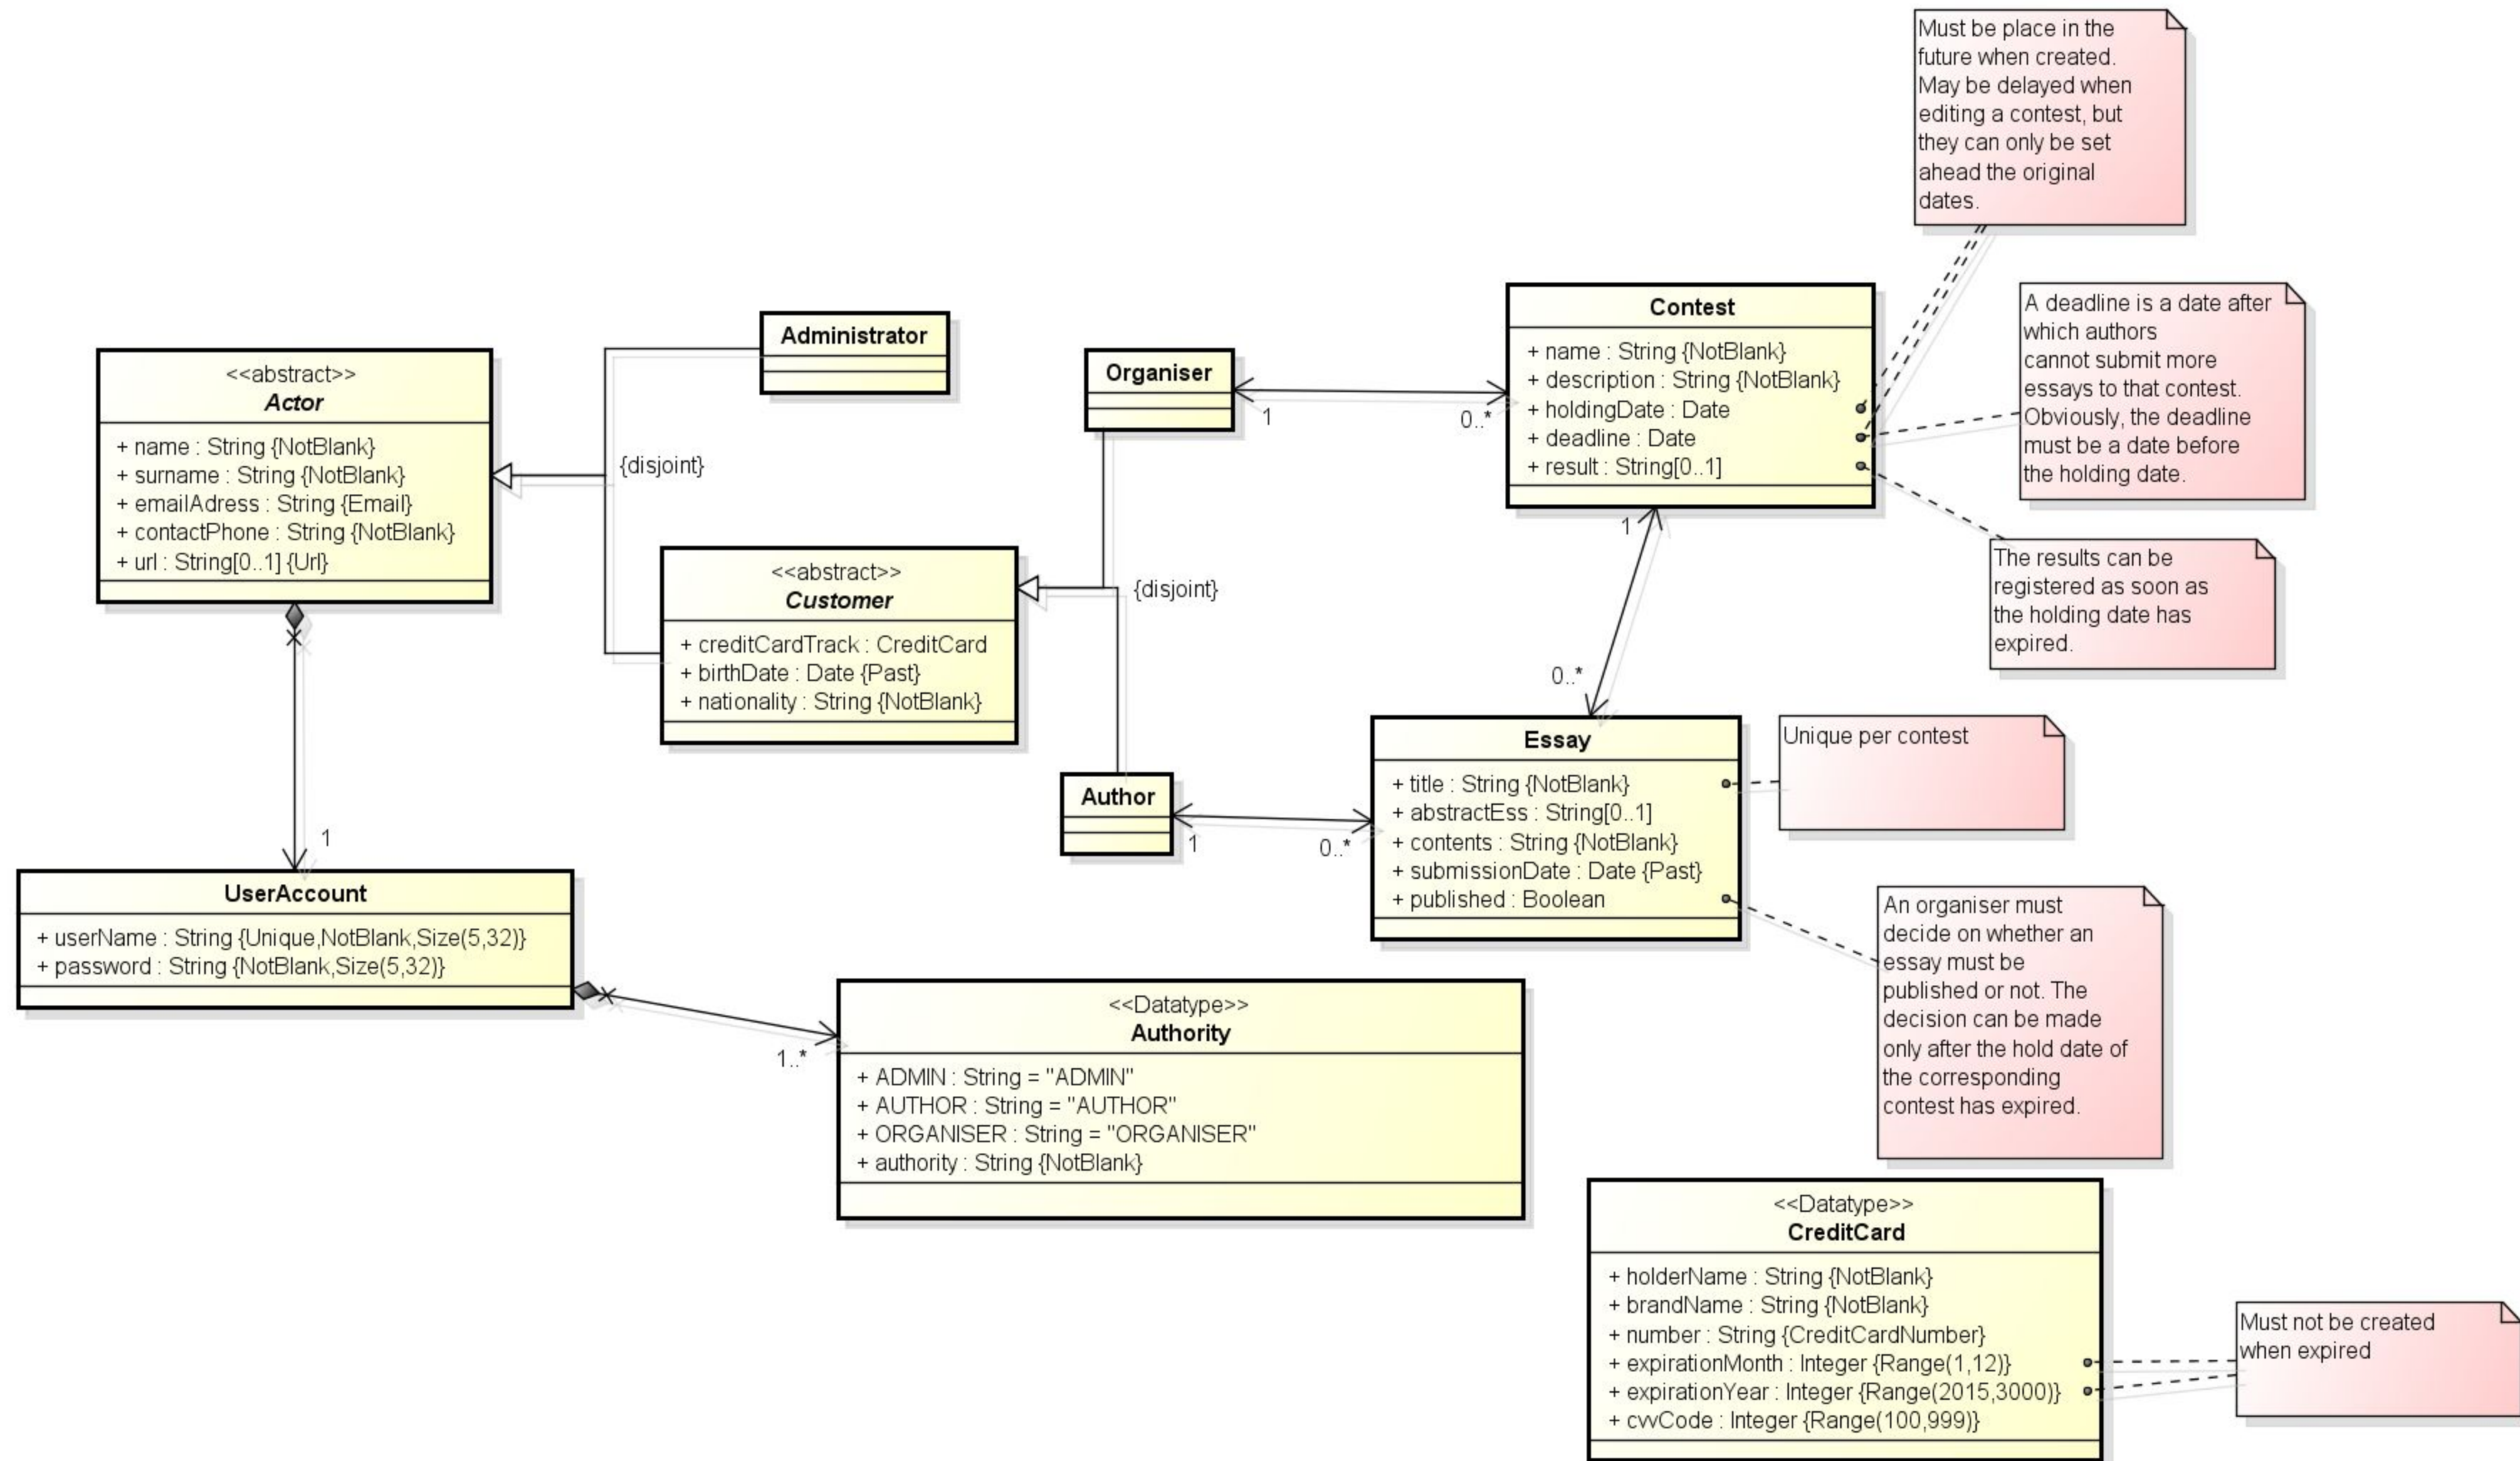 Must be place in the
future when created.
May be delayed when
editing a contest, but
they can only be set
ahead the original
dates.
<<abstract>>
Actor
+ name : String {NotBlank}
+ surname : String {NotBlank}
+ emailAdress : String {Email}
+ contactPhone : String {NotBlank}
+ url : String[0..1] {Url}
Administrator
{disjoint}
<<abstract>>
Customer
+ creditCardTrack : CreditCard
+ birthDate : Date {Past}
+ nationality : String {NotBlank}
Organiser
1
0..*
{disjoint}
Contest
+ name : String {NotBlank}
+ description : String {NotBlank}
+ holdingDate : Date
+ deadline : Date
+ result : String[0..1]
A deadline is a date after
which authors
cannot submit more
essays to that contest.
Obviously, the deadline
must be a date before
the holding date.
The results can be
registered as soon as
the holding date has
expired.
1
0..*
Author
1
0..*
Essay
+ title : String {NotBlank}
+ abstractEss : String[0..1]
+ contents : String {NotBlank}
+ submissionDate : Date {Past}
+ published : Boolean
Unique per contest
An organiser must
decide on whether an
essay must be
published or not. The
decision can be made
only after the hold date of
the corresponding
contest has expired.
1
UserAccount
+ userName : String {Unique,NotBlank,Size(5,32)}
+ password : String {NotBlank,Size(5,32)}
1..*
<<Datatype>>
Authority
+ ADMIN : String = "ADMIN"
+ AUTHOR : String = "AUTHOR"
+ ORGANISER : String = "ORGANISER"
+ authority : String {NotBlank}
<<Datatype>>
CreditCard
+ holderName : String {NotBlank}
+ brandName : String {NotBlank}
+ number : String {CreditCardNumber}
+ expirationMonth : Integer {Range(1,12)}
+ expirationYear : Integer {Range(2015,3000)}
+ cvvCode : Integer {Range(100,999)}
Must not be created
when expired